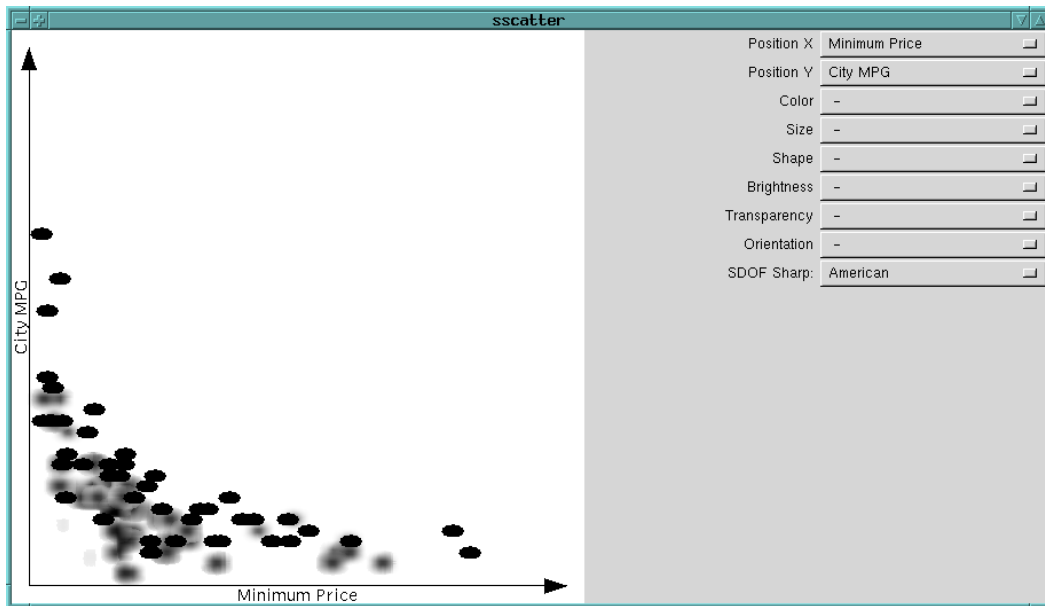 sscatter
City MPG
Minimum Price
Position X Minimum Price
Position Y City MPG
Color -
Size -
Shape -
Brightness -
Transparency -
Orientation -
SDOF Sharp: American